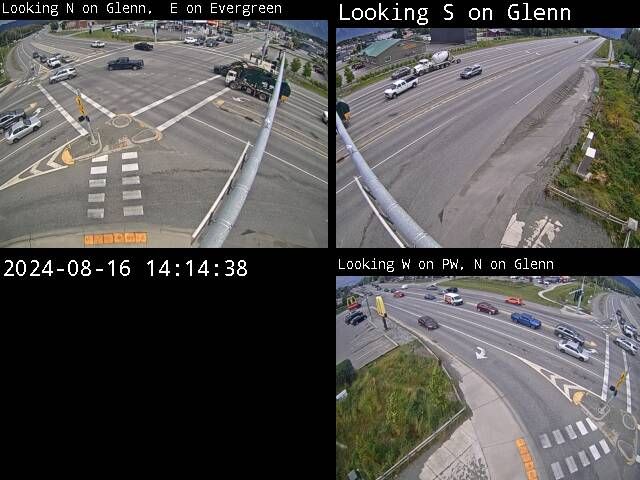 Looking N on Glenn,  E on Evergreen
Looking S on Glenn
2024-08-16 14:14:38
Looking W on PW, N on Glenn